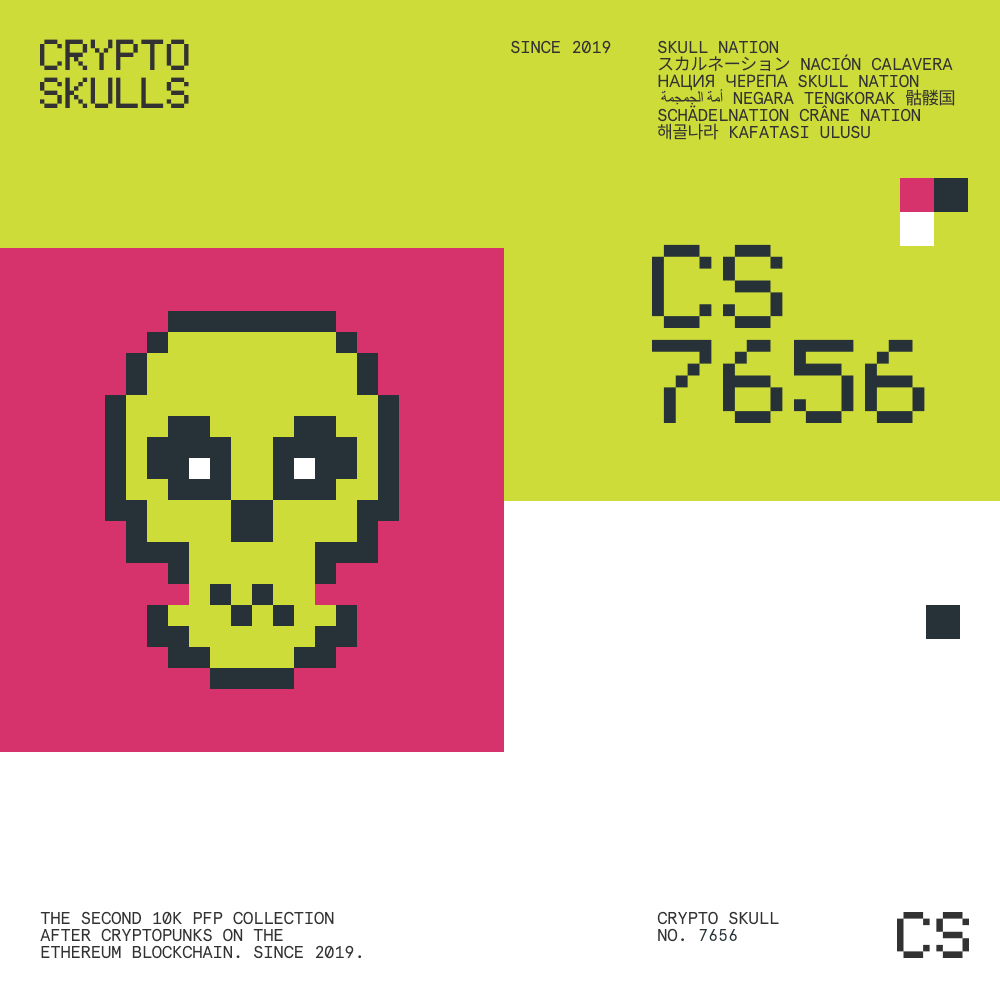 CRYPTO
SKULLS
SINCE 2019
SKULL NATION
スカルネーション NACIÓN CALAVERA
НАЦИЯ ЧЕРЕПА SKULL NATION
أمة الجمجمة NEGARA TENGKORAK 骷髅国
SCHÄDELNATION CRÂNE NATION
해골나라 KAFATASI ULUSU
CS
7656
THE SECOND 10K PFP COLLECTION
AFTER CRYPTOPUNKS ON THE
ETHEREUM BLOCKCHAIN. SINCE 2019.
CRYPTO SKULL
NO. 7656
CS